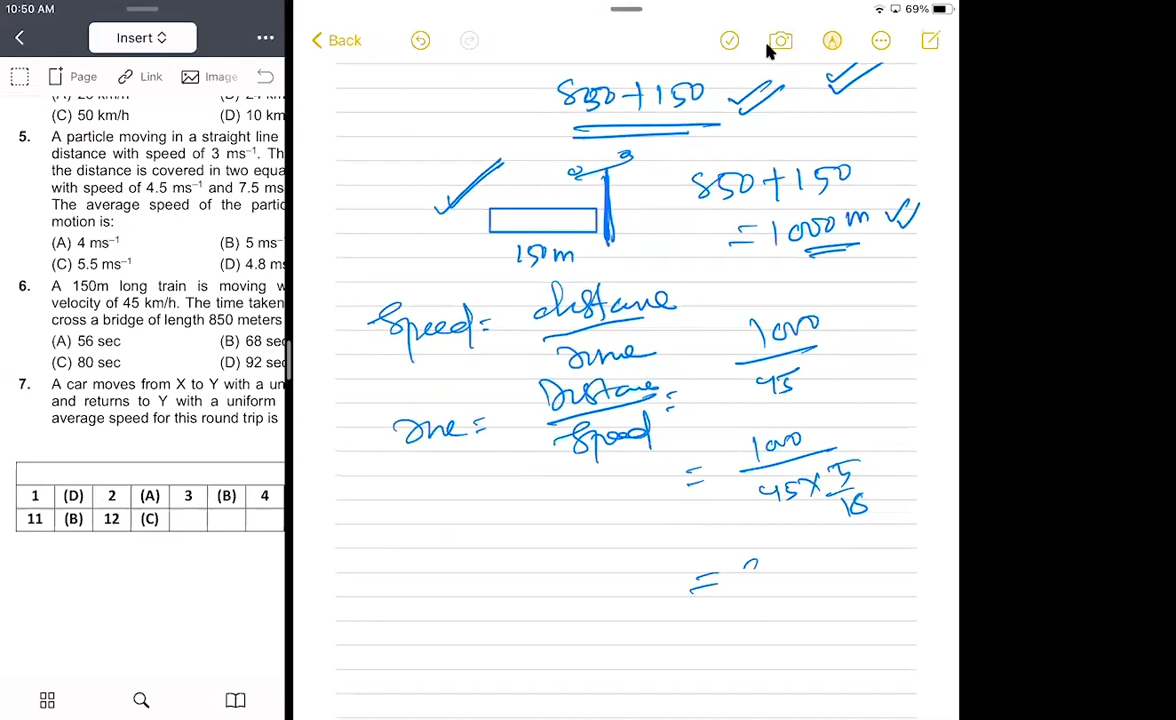 10:50 AM
69%
Insert
Page
Link
Image
(C) 50 km/h (D) 10 km
5. A particle moving in a straight line
distance with speed of 3 ms⁻¹. Th
the distance is covered in two equa
with speed of 4.5 ms⁻¹ and 7.5 ms
The average speed of the partic
motion is:
(A) 4 ms⁻¹ (B) 5 ms⁻
(C) 5.5 ms⁻¹ (D) 4.8 ms
6. A 150m long train is moving w
velocity of 45 km/h. The time taken
cross a bridge of length 850 meters
(A) 56 sec (B) 68 sec
(C) 80 sec (D) 92 sec
7. A car moves from X to Y with a un
and returns to Y with a uniform
average speed for this round trip is
1 (D) 2 (A) 3 (B) 4
11 (B) 12 (C)
Back
850+150
850+150
=1000 m
150m
Speed= distance
Time
1000
45
Time= Distance =
Speed
= 1000
45×5
18
=